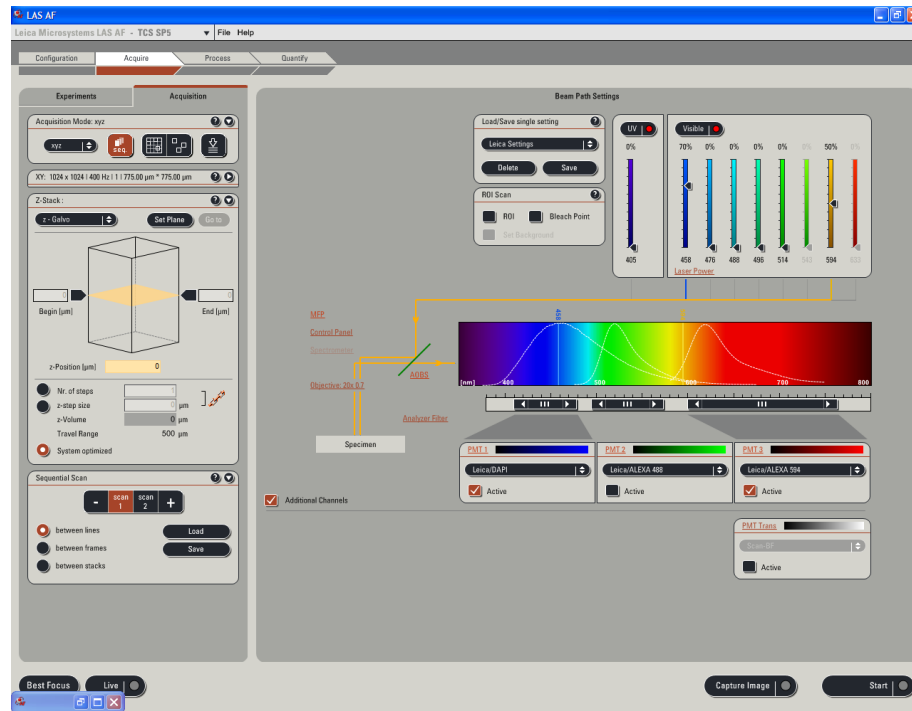 LAS AF
Leica Microsystems LAS AF - TCS SP5
File Help
Configuration
Acquire
Process
Quantify
Experiments
Acquisition
Acquisition Mode: xyz
xyz
seq.
XY: 1024 x 1024 | 400 Hz | 1 | 775.00 µm * 775.00 µm
Z-Stack :
z - Galvo
Set Plane
Go to
0
0
Begin [µm]
End [µm]
z-Position [µm]
0
Nr. of steps
1
z-step size
0 µm
z-Volume
0 µm
Travel Range
500 µm
System optimized
Sequential Scan
-
scan 1
scan 2
+
between lines
Load
between frames
Save
between stacks
Beam Path Settings
Load/Save single setting
Leica Settings
Delete
Save
ROI Scan
ROI
Bleach Point
Set Background
UV
Visible
0% 70% 0% 0% 0% 0% 0% 50% 0%
405 458 476 488 496 514 543 594 633
Laser Power
MFP
Control Panel
AOBS
Objective: 20x 0.7
Analyzer Filter
Specimen
458
[nm] 400 500 600 700 800
PMT 1
PMT 2
PMT 3
Leica/DAPI
Leica/ALEXA 488
Leica/ALEXA 594
Active
Active
Active
Additional Channels
PMT Trans
Scan-BF
Active
Best Focus
Live
Capture Image
Start